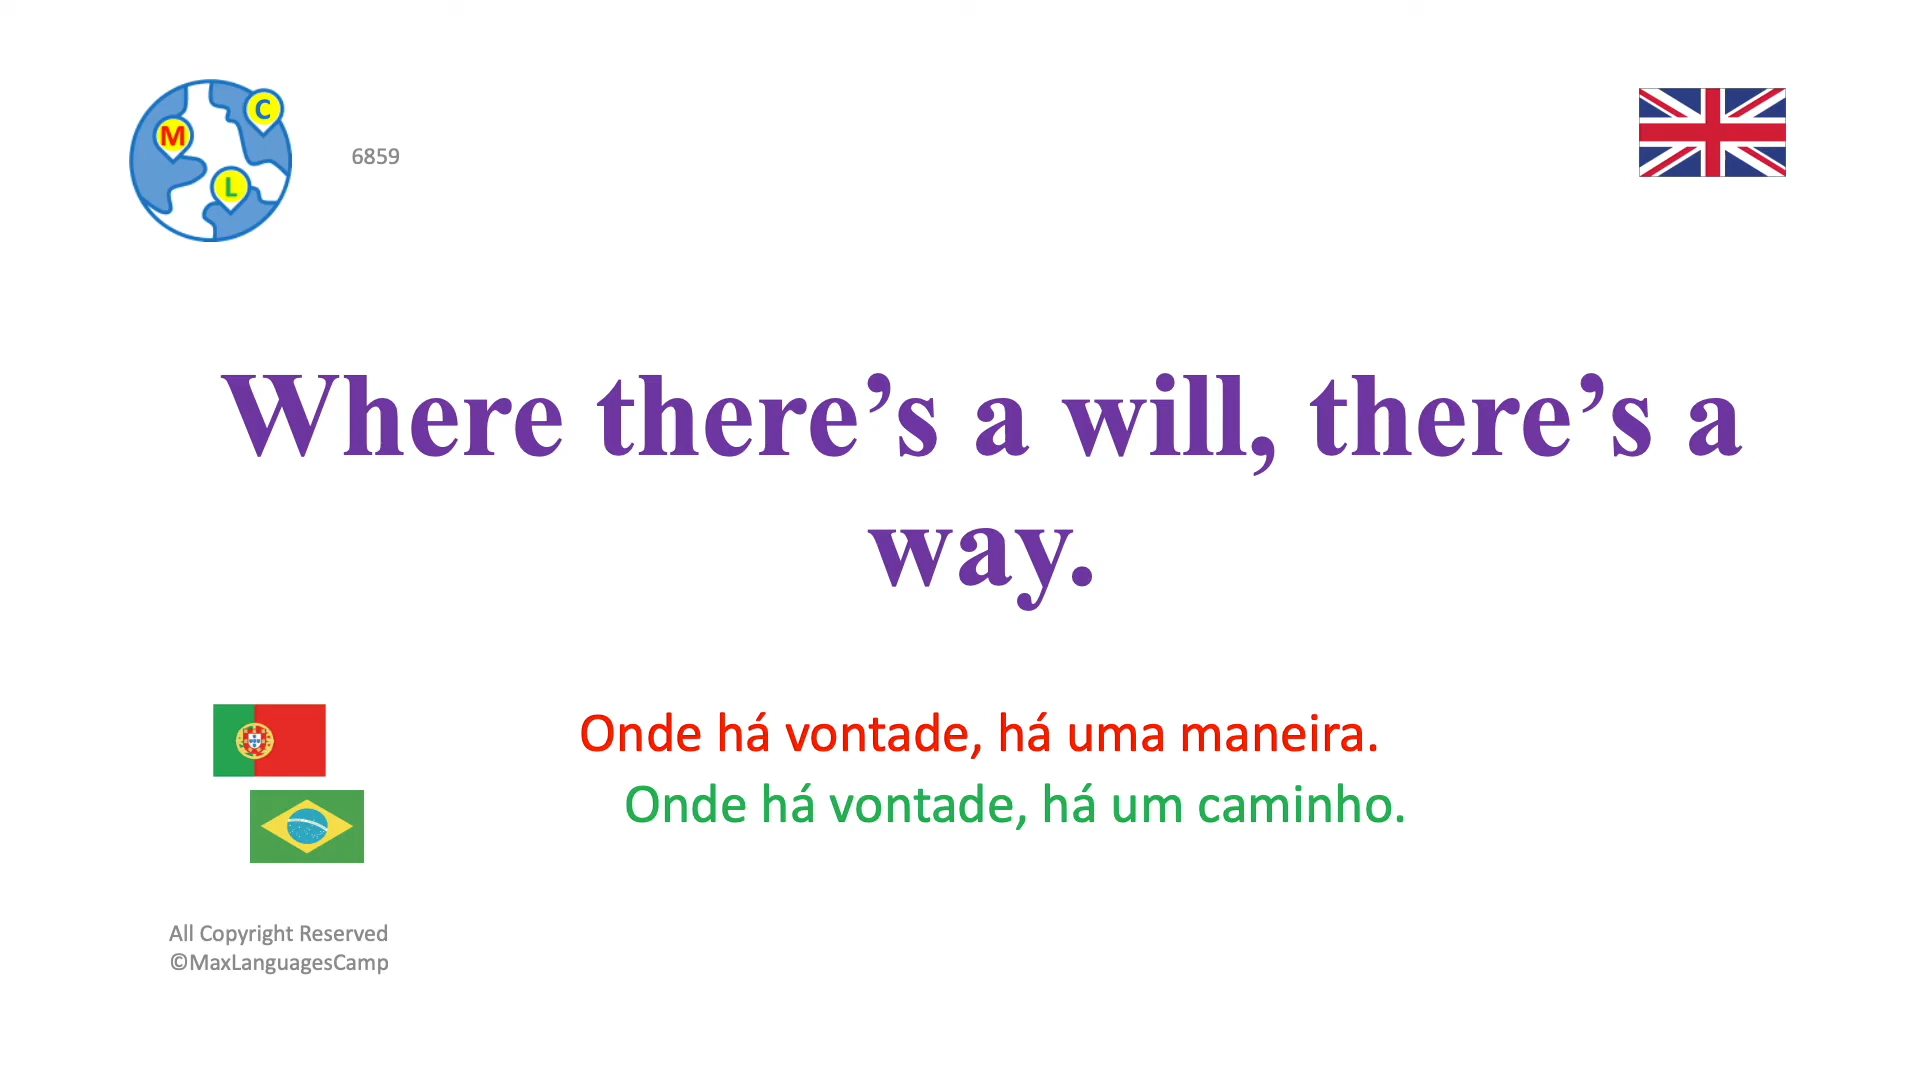 M
C
L
6859
Where there’s a will, there’s a
way.
Onde há vontade, há uma maneira.
Onde há vontade, há um caminho.
All Copyright Reserved
©MaxLanguagesCamp